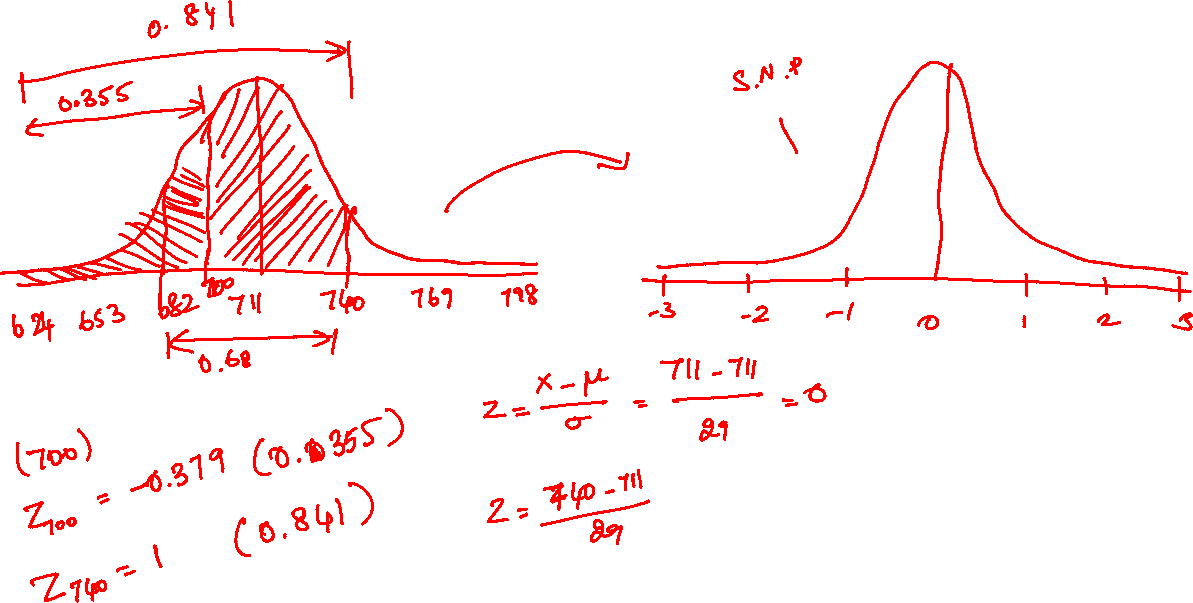 0.841
0.355
S.N.P
624 653 682 700 711 740 769 798
-3 -2 -1 0 1 2 3
0.68
Z = X - μ / σ = 711 - 711 / 29 = 0
(700)
Z700 = -0.379 (0.355)
Z = 740 - 711 / 29
Z740 = 1 (0.841)